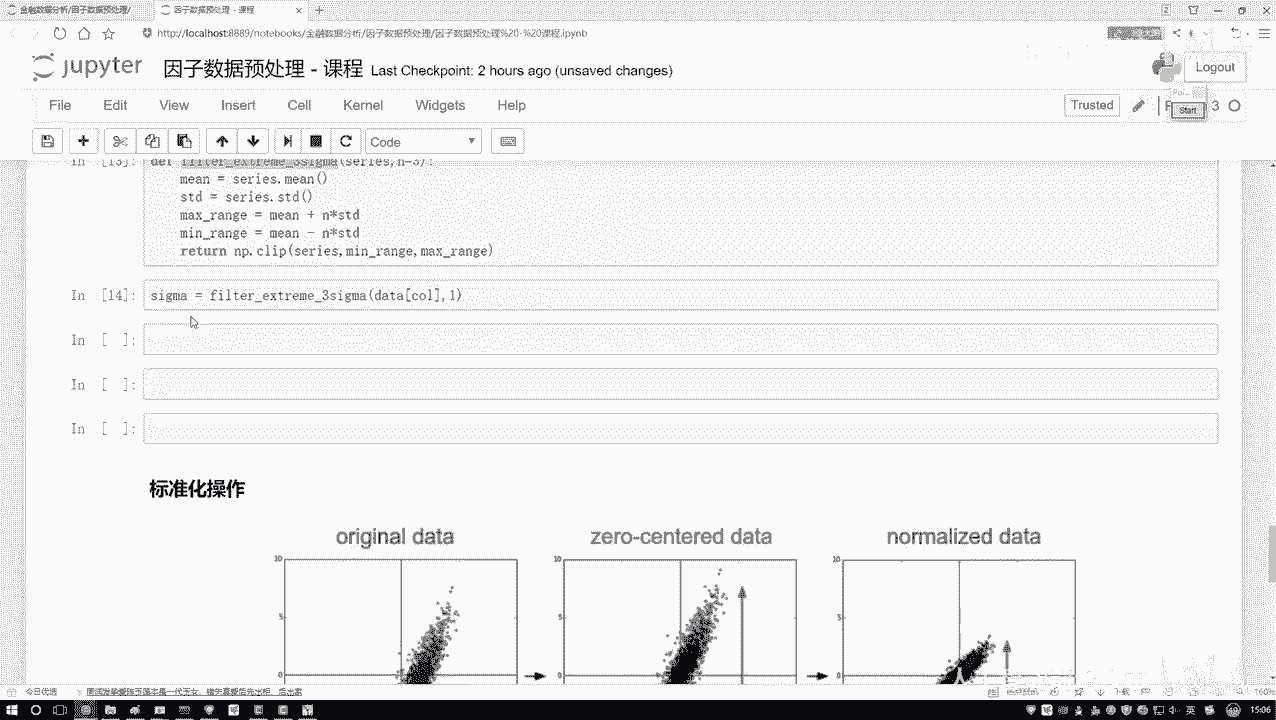 金融数据分析/因子数据预处理/
因子数据预处理 - 课程
http://localhost:8889/notebooks/金融数据分析/因子数据预处理/因子数据预处理%20-%20课程.ipynb
jupyter 因子数据预处理 - 课程 Last Checkpoint: 2 hours ago (unsaved changes)
Logout
File Edit View Insert Cell Kernel Widgets Help
Trusted
3
Start
Code
In [13]: def filter_extreme_3sigma(series,n=3):
mean = series.mean()
std = series.std()
max_range = mean + n*std
min_range = mean - n*std
return np.clip(series,min_range,max_range)
In [14]: sigma = filter_extreme_3sigma(data[col],1)
In [ ]:
In [ ]:
In [ ]:
标准化操作
original data
zero-centered data
normalized data
10
5
0
10
5
0
10
5
0
今日优选
160%
英
15:06